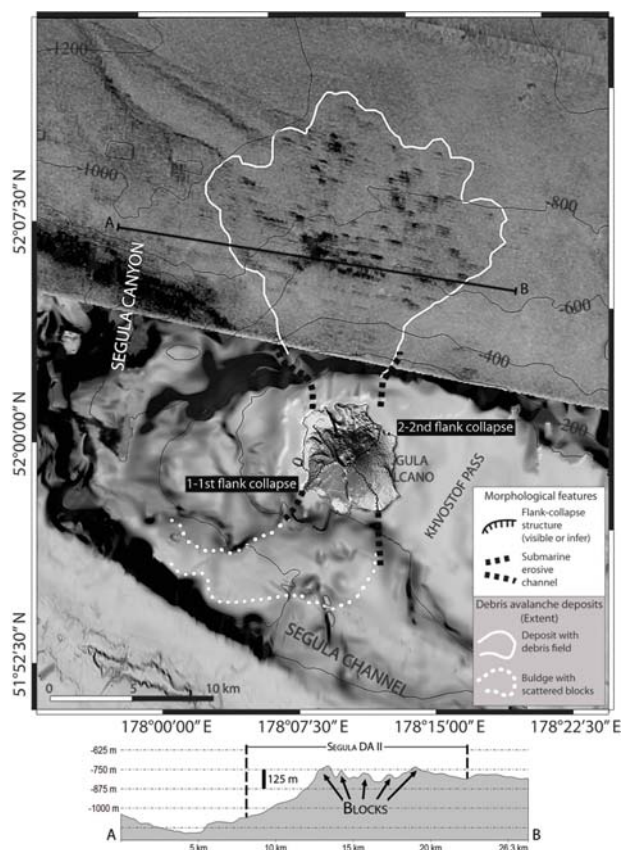 -1200
-1000
-800
A
B
-600
-400
-200
SEGULA CANYON
52°07'30"N
52°00'00"N
51°52'30"N
2-2nd flank collapse
GULA
LCANO
1-1st flank collapse
KHVOSTOF PASS
SEGULA CHANNEL
Morphological features
Flank-collapse
structure
(visible or infer)
Submarine
erosive
channel
Debris avalanche deposits
(Extent)
Deposit with
debris field
Buldge with
scattered blocks
0 5 10 km
178°00'00"E 178°07'30"E 178°15'00"E 178°22'30"E
SEGULA DA II
-625 m
-750 m
-875 m
-1000 m
125 m
BLOCKS
A
B
5 km 10 km 15 km 20 km 26.3 km